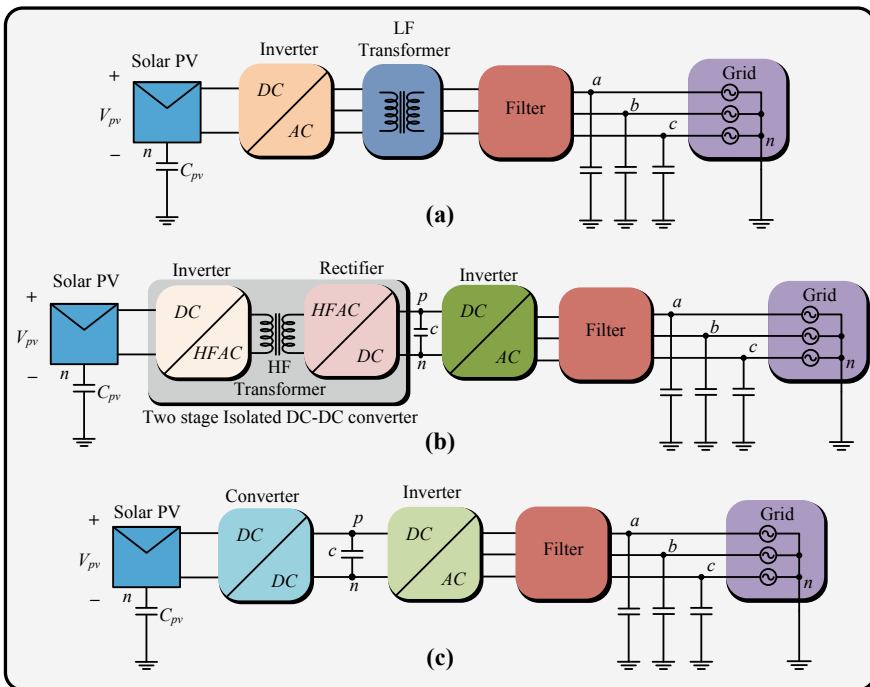 LF
Solar PV Inverter Transformer
Grid
+
DC
a
V_pv
Filter
b
AC
c
−
n
n
C_pv
(a)
Solar PV Inverter Rectifier Inverter
Grid
+
p
a
DC HFAC DC
V_pv
c
Filter
b
HFAC DC AC
c
−
n
HF
n
n
C_pv
Transformer
Two stage Isolated DC-DC converter
(b)
Solar PV Converter Inverter
Grid
+
p
a
DC DC
V_pv
c
Filter
b
DC AC
c
−
n
n
n
C_pv
(c)